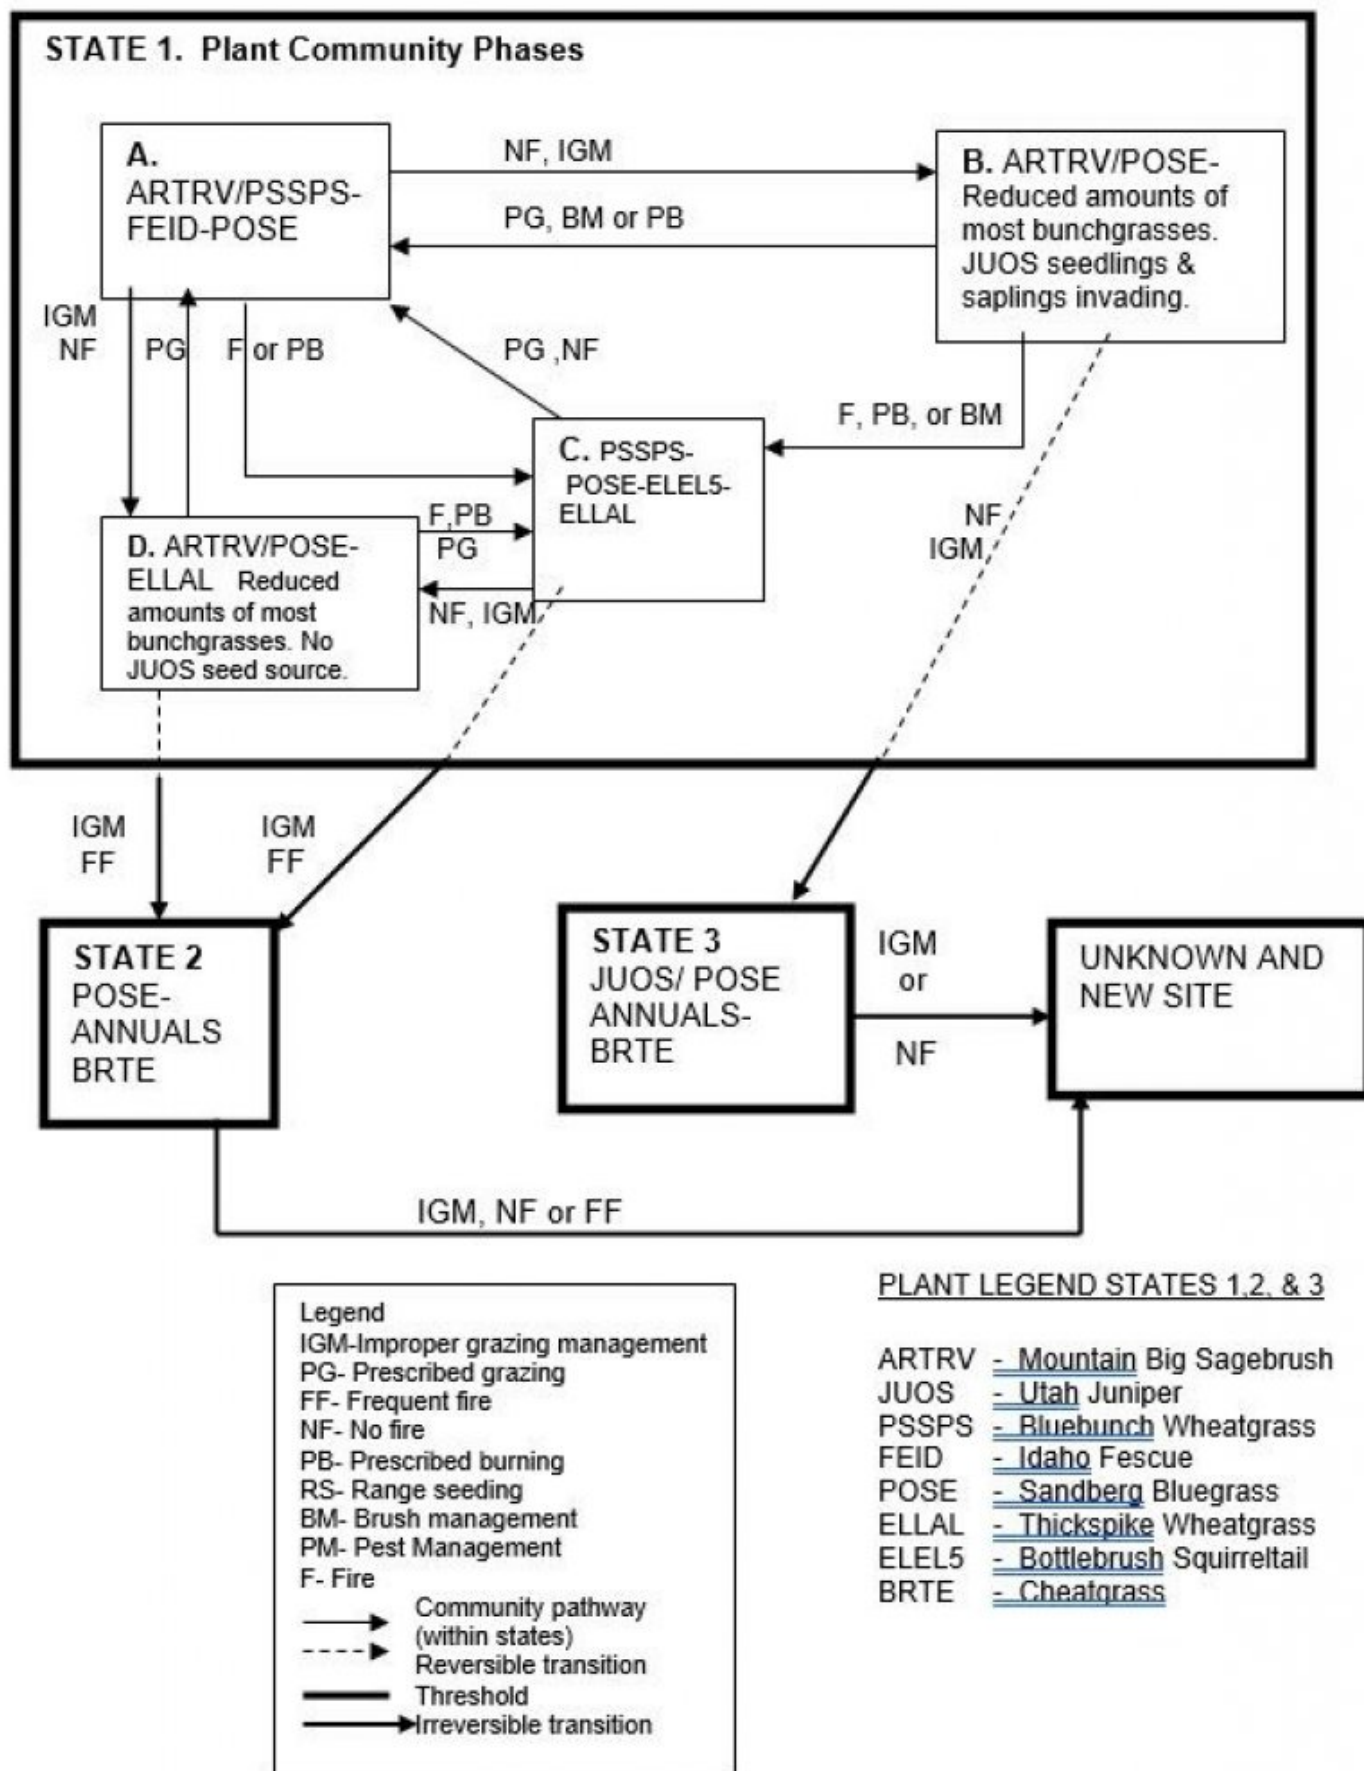 STATE 1. Plant Community Phases
A.
ARTRV/PSSPS-
FEID-POSE
NF, IGM
PG, BM or PB
B. ARTRV/POSE-
Reduced amounts of
most bunchgrasses.
JUOS seedlings &
saplings invading.
IGM
NF
PG
F or PB
PG ,NF
F, PB, or BM
C. PSSPS-
POSE-ELEL5-
ELLAL
F,PB
PG
NF, IGM
NF
IGM
D. ARTRV/POSE-
ELLAL Reduced
amounts of most
bunchgrasses. No
JUOS seed source.
IGM
FF
IGM
FF
STATE 2
POSE-
ANNUALS
BRTE
STATE 3
JUOS/ POSE
ANNUALS-
BRTE
IGM
or
NF
UNKNOWN AND
NEW SITE
IGM, NF or FF
Legend
IGM-Improper grazing management
PG- Prescribed grazing
FF- Frequent fire
NF- No fire
PB- Prescribed burning
RS- Range seeding
BM- Brush management
PM- Pest Management
F- Fire
Community pathway
(within states)
Reversible transition
Threshold
Irreversible transition
PLANT LEGEND STATES 1,2, & 3
ARTRV - Mountain Big Sagebrush
JUOS - Utah Juniper
PSSPS - Bluebunch Wheatgrass
FEID - Idaho Fescue
POSE - Sandberg Bluegrass
ELLAL - Thickspike Wheatgrass
ELEL5 - Bottlebrush Squirreltail
BRTE - Cheatgrass